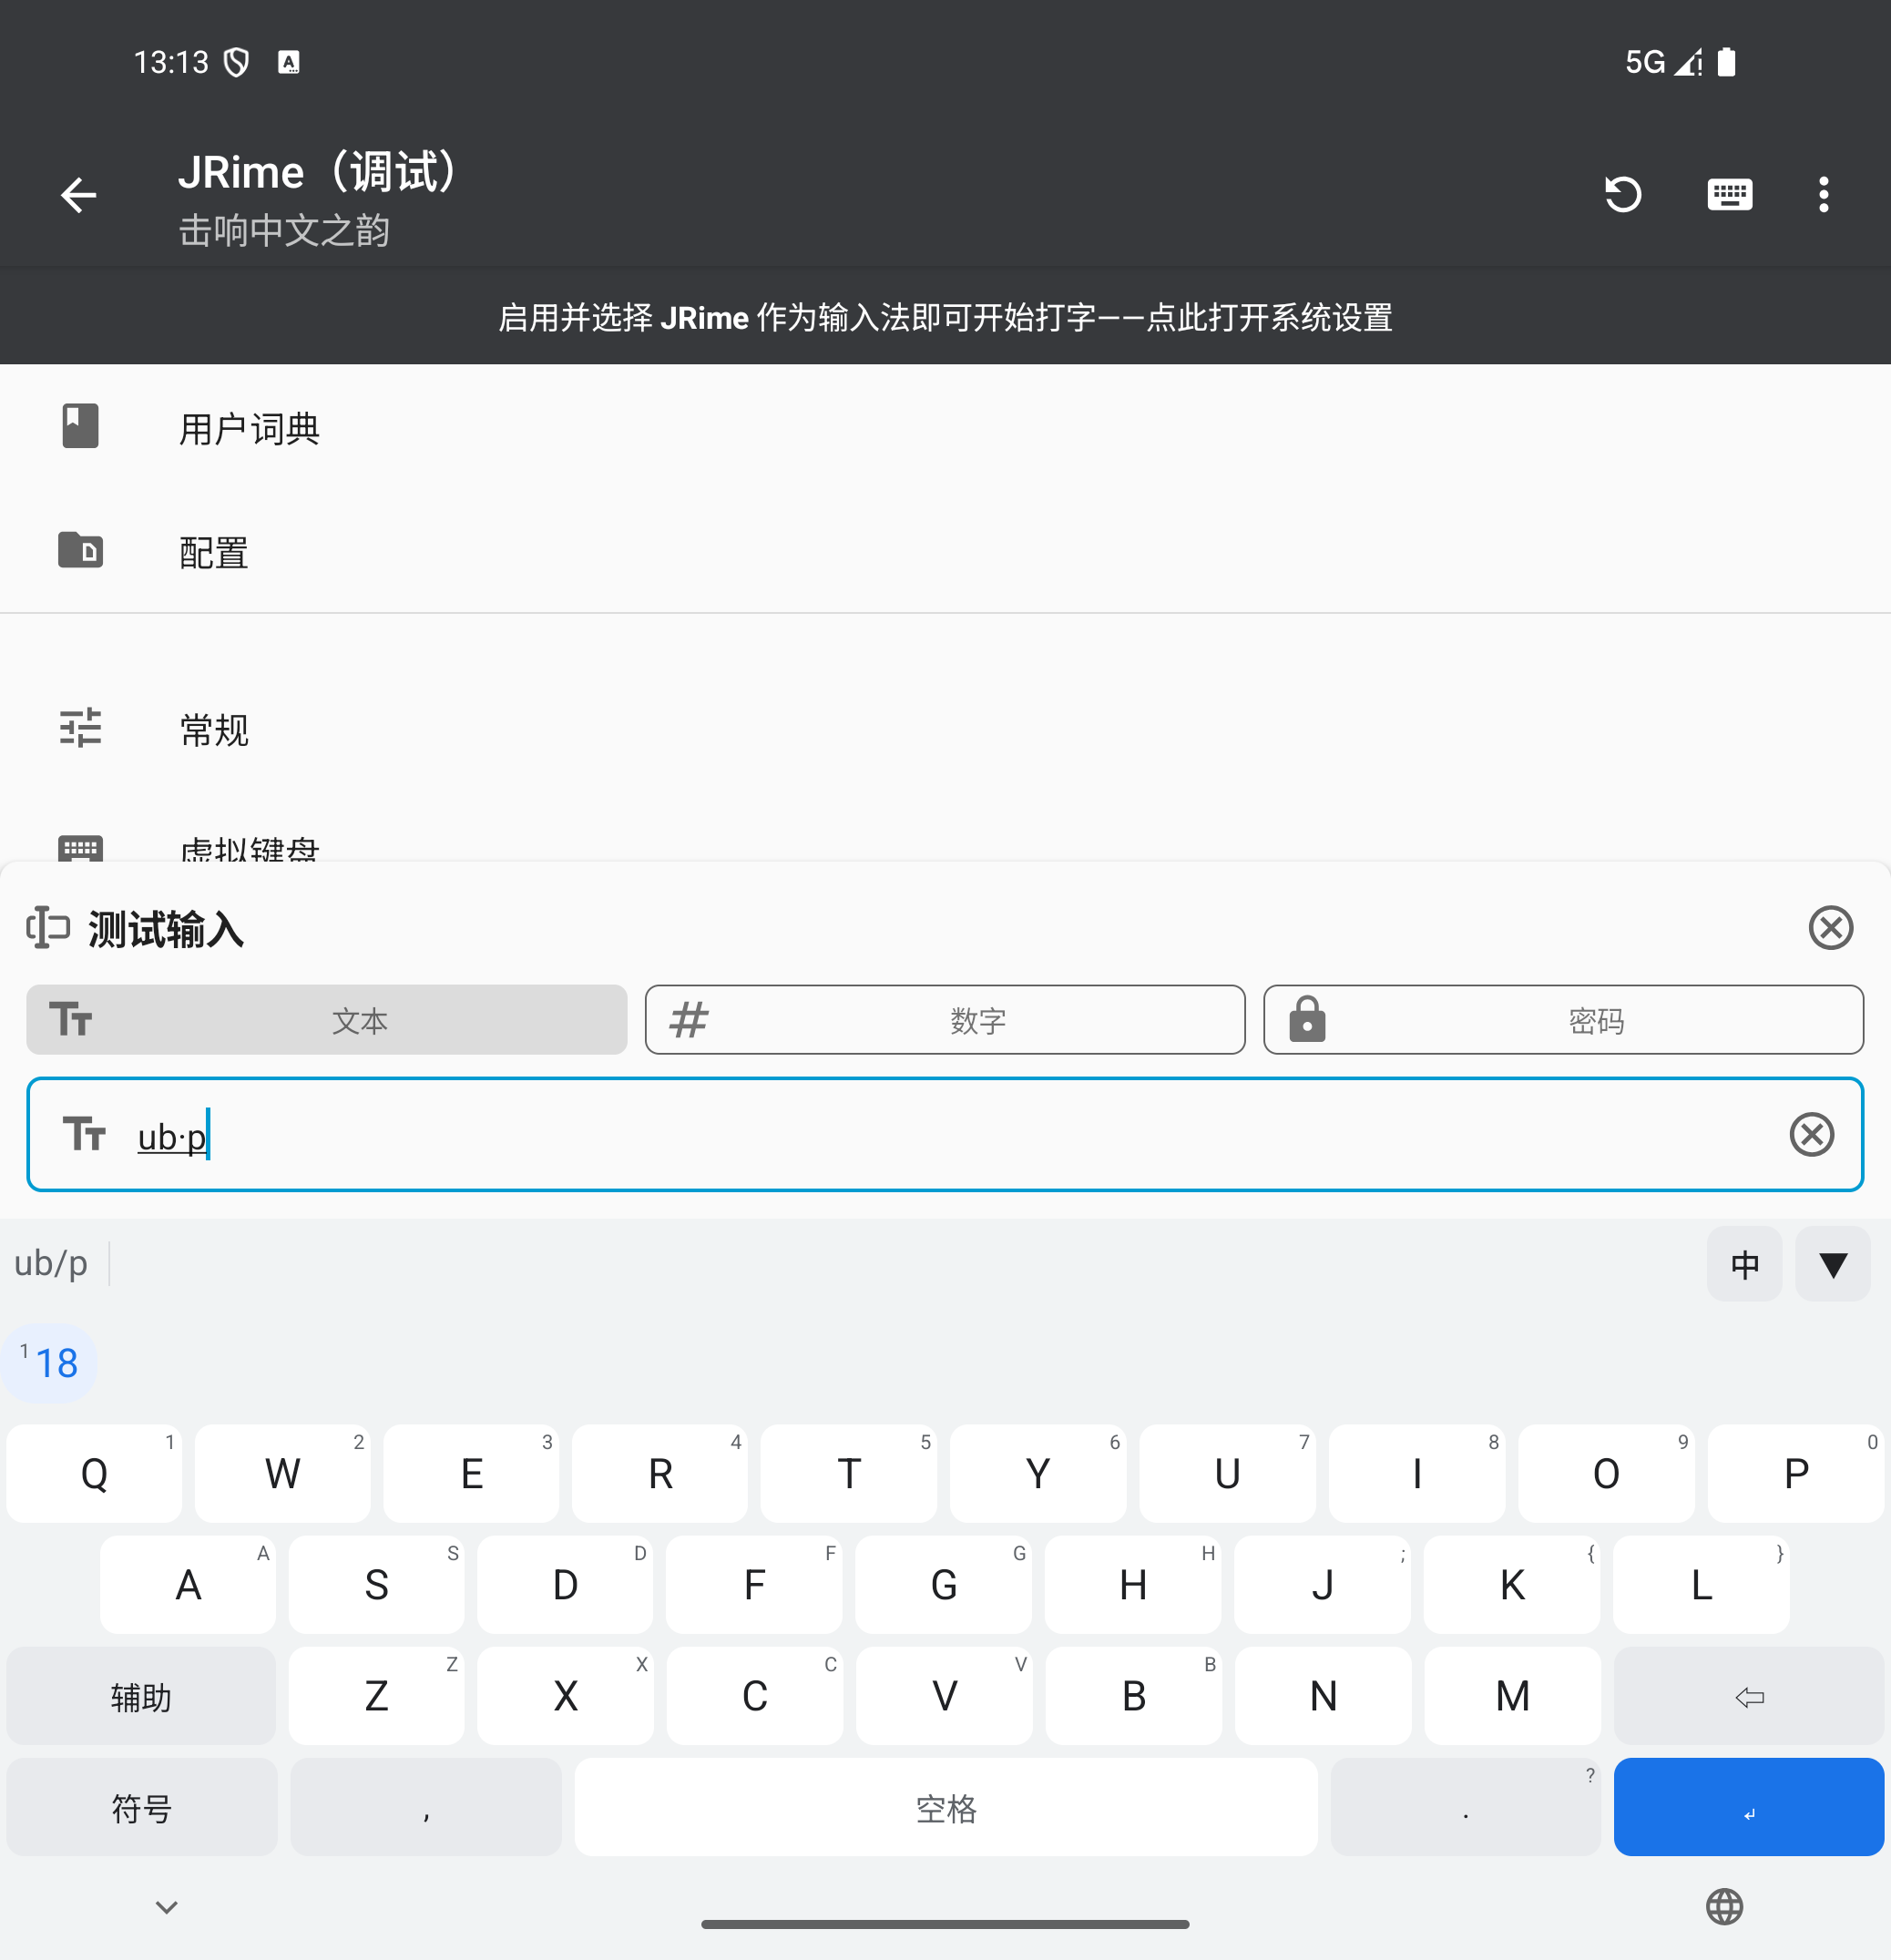 13:13
5G
JRime（调试）
击响中文之韵
启用并选择 JRime 作为输入法即可开始打字——点此打开系统设置
用户词典
配置
常规
虚拟键盘
测试输入
文本 # 数字 密码
ub·p
ub/p 中 ▼
1 18
Q 1 W 2 E 3 R 4 T 5 Y 6 U 7 I 8 O 9 P 0
A A S S D D F F G G H H J ; K { L }
辅助 Z Z X X C C V V B B N M
符号 , 空格 . ?